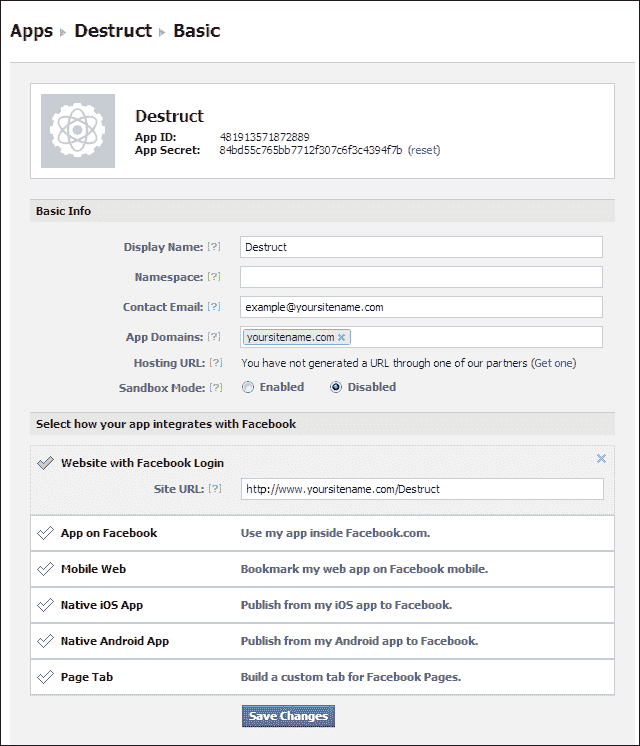 Apps ▸ Destruct ▸ Basic
Destruct
App ID: 481913571872889
App Secret: 84bd55c765bb7712f307c6f3c4394f7b (reset)
Basic Info
Display Name: [?] Destruct
Namespace: [?]
Contact Email: [?] example@yoursitename.com
App Domains: [?] yoursitename.com ×
Hosting URL: [?] You have not generated a URL through one of our partners (Get one)
Sandbox Mode: [?] Enabled Disabled
Select how your app integrates with Facebook
Website with Facebook Login
Site URL: [?] http://www.yoursitename.com/Destruct
App on Facebook Use my app inside Facebook.com.
Mobile Web Bookmark my web app on Facebook mobile.
Native iOS App Publish from my iOS app to Facebook.
Native Android App Publish from my Android app to Facebook.
Page Tab Build a custom tab for Facebook Pages.
Save Changes